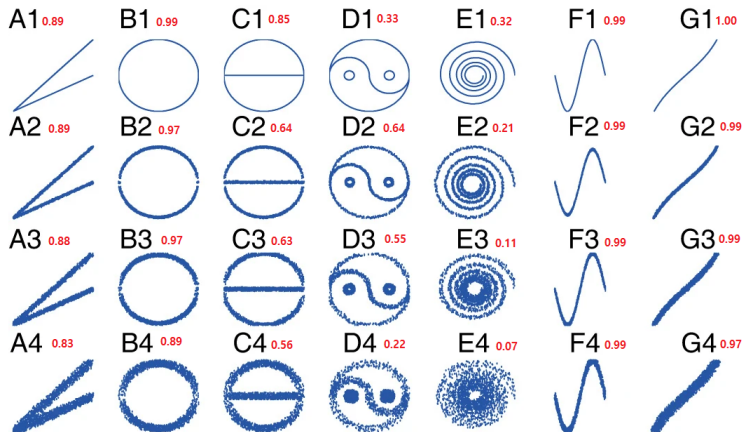 A1 0.89 B1 0.99 C1 0.85 D1 0.33 E1 0.32 F1 0.99 G1 1.00
A2 0.89 B2 0.97 C2 0.64 D2 0.64 E2 0.21 F2 0.99 G2 0.99
A3 0.88 B3 0.97 C3 0.63 D3 0.55 E3 0.11 F3 0.99 G3 0.99
A4 0.83 B4 0.89 C4 0.56 D4 0.22 E4 0.07 F4 0.99 G4 0.97